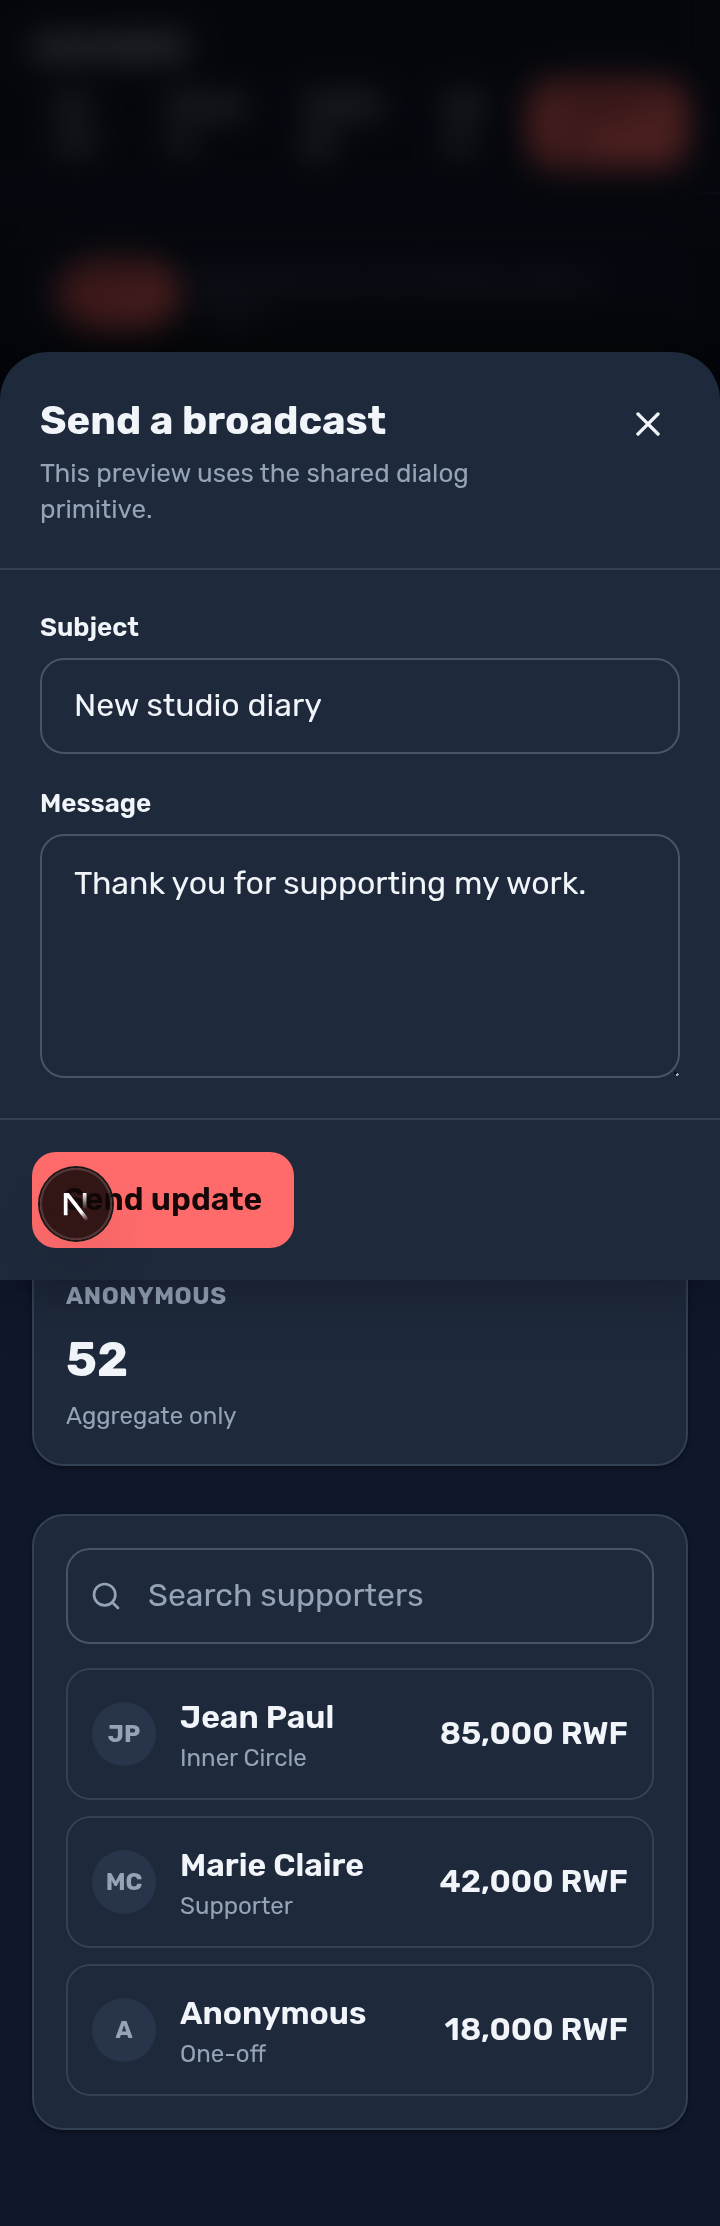 Send a broadcast
This preview uses the shared dialog
primitive.
Subject
New studio diary
Message
Thank you for supporting my work.
N
Send update
ANONYMOUS
52
Aggregate only
Search supporters
JP
Jean Paul
Inner Circle
85,000 RWF
MC
Marie Claire
Supporter
42,000 RWF
A
Anonymous
One-off
18,000 RWF